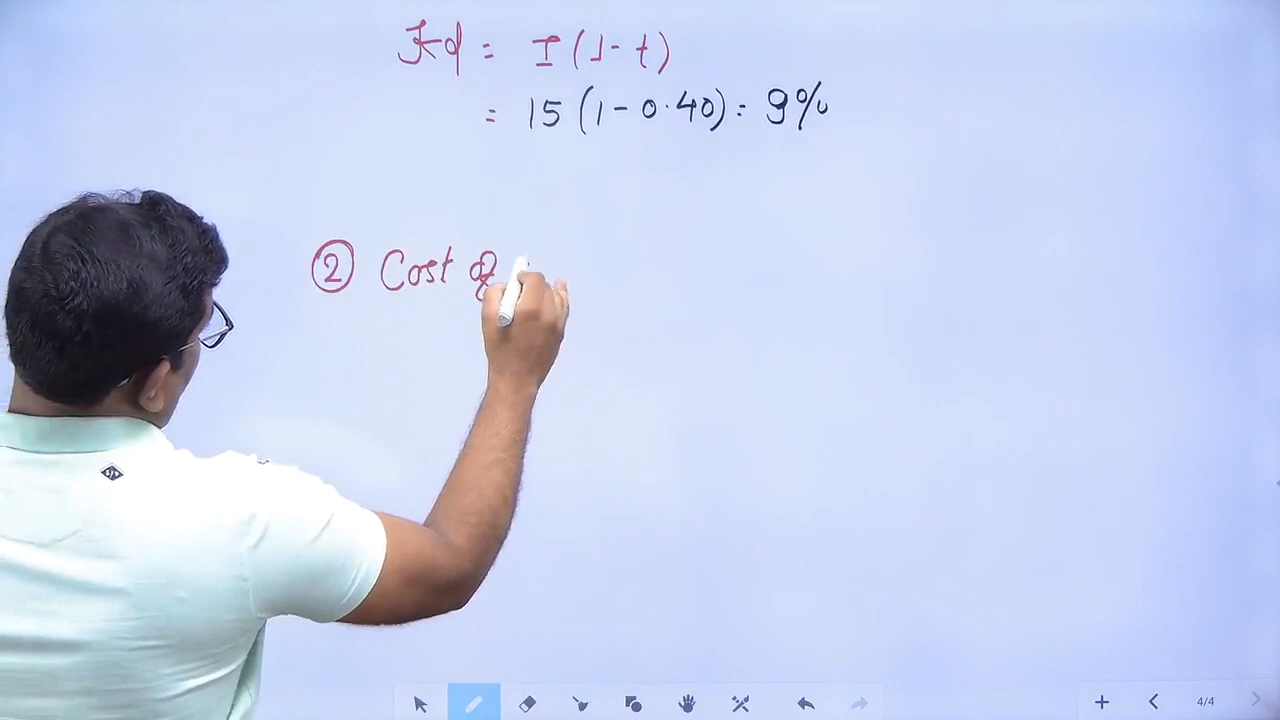 Kd = I(1-t)
= 15(1-0.40) = 9%
② Cost of
4/4